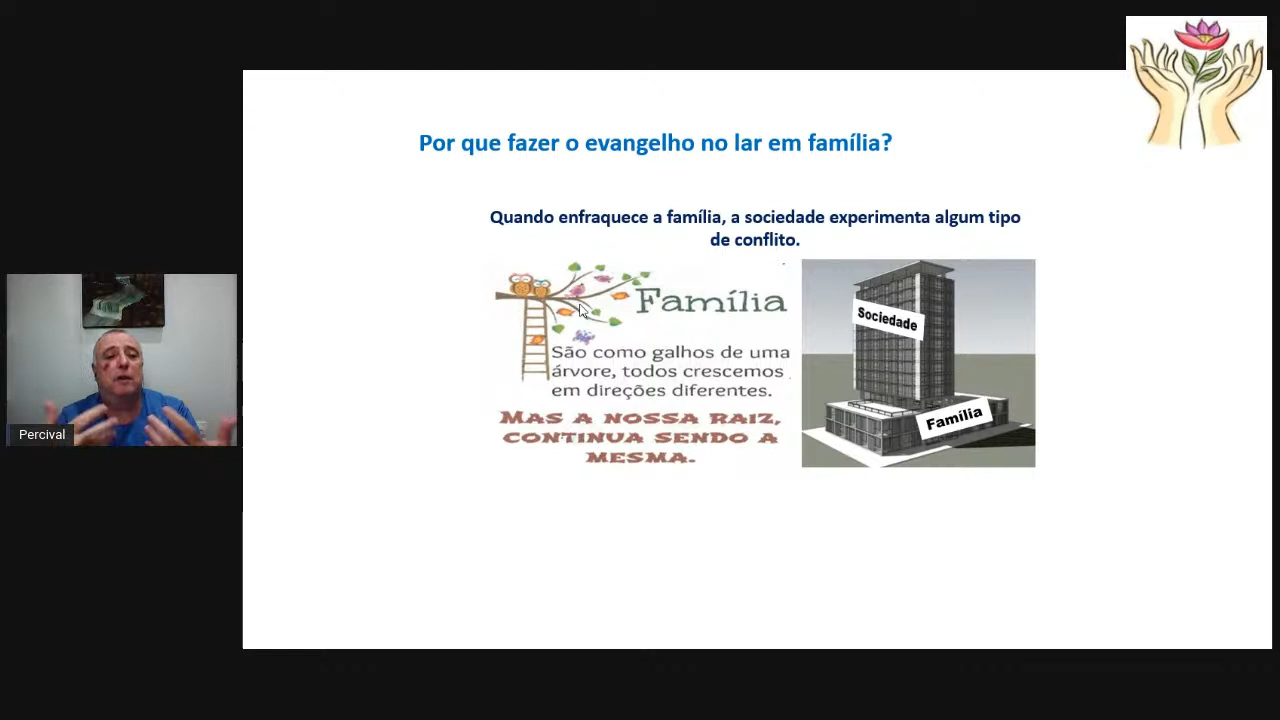 Por que fazer o evangelho no lar em família?
Quando enfraquece a família, a sociedade experimenta algum tipo
de conflito.
Família
São como galhos de uma
árvore, todos crescemos
em direções diferentes.
MAS A NOSSA RAIZ,
CONTINUA SENDO A
MESMA.
Sociedade
Família
Percival